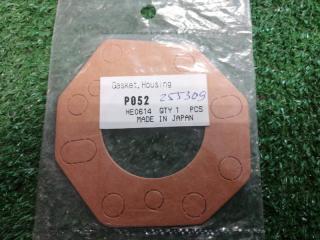 Gasket,Housing
P052 255309
HE0614 QTY 1 PCS
MADE IN JAPAN